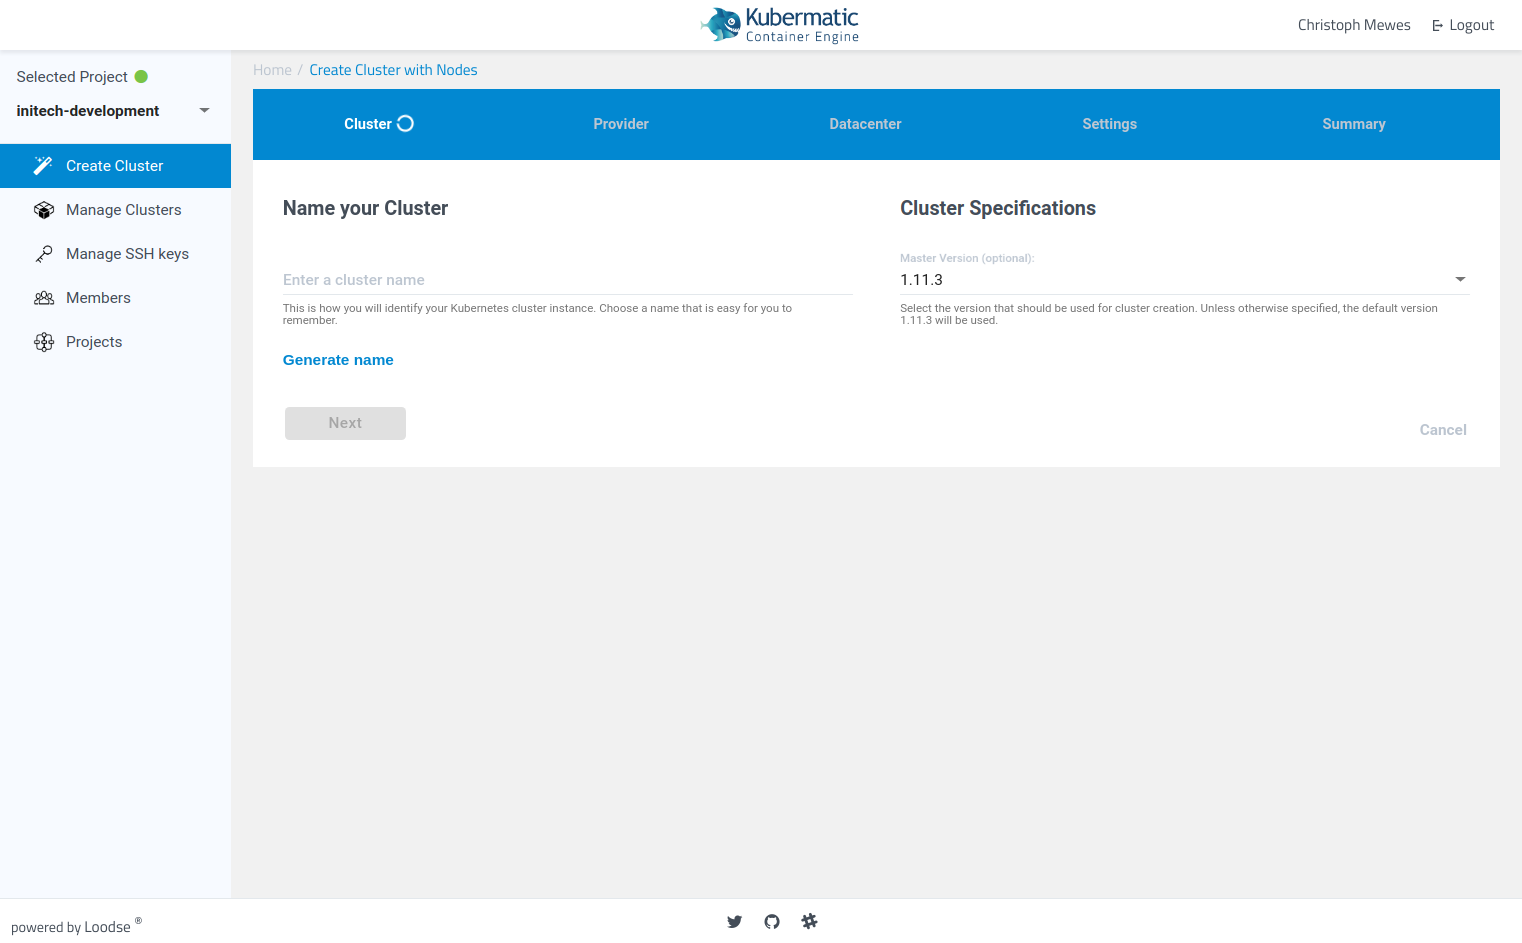 Kubermatic
Container Engine
Christoph Mewes
Logout
Selected Project
initech-development
Create Cluster
Manage Clusters
Manage SSH keys
Members
Projects
Home / Create Cluster with Nodes
Cluster
Provider
Datacenter
Settings
Summary
Name your Cluster
Enter a cluster name
This is how you will identify your Kubernetes cluster instance. Choose a name that is easy for you to
remember.
Generate name
Next
Cluster Specifications
Master Version (optional):
1.11.3
Select the version that should be used for cluster creation. Unless otherwise specified, the default version
1.11.3 will be used.
Cancel
powered by Loodse ®